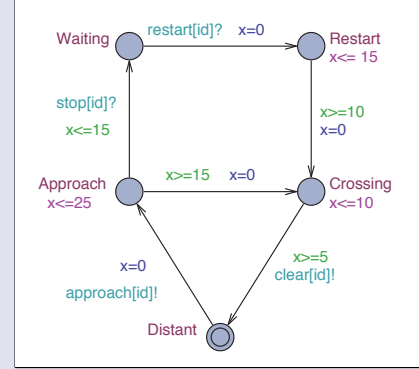 Waiting
restart[id]? x=0
Restart
x<= 15
stop[id]?
x<=15
x>=10
x=0
Approach
x<=25
x>=15 x=0
Crossing
x<=10
x=0
approach[id]!
x>=5
clear[id]!
Distant